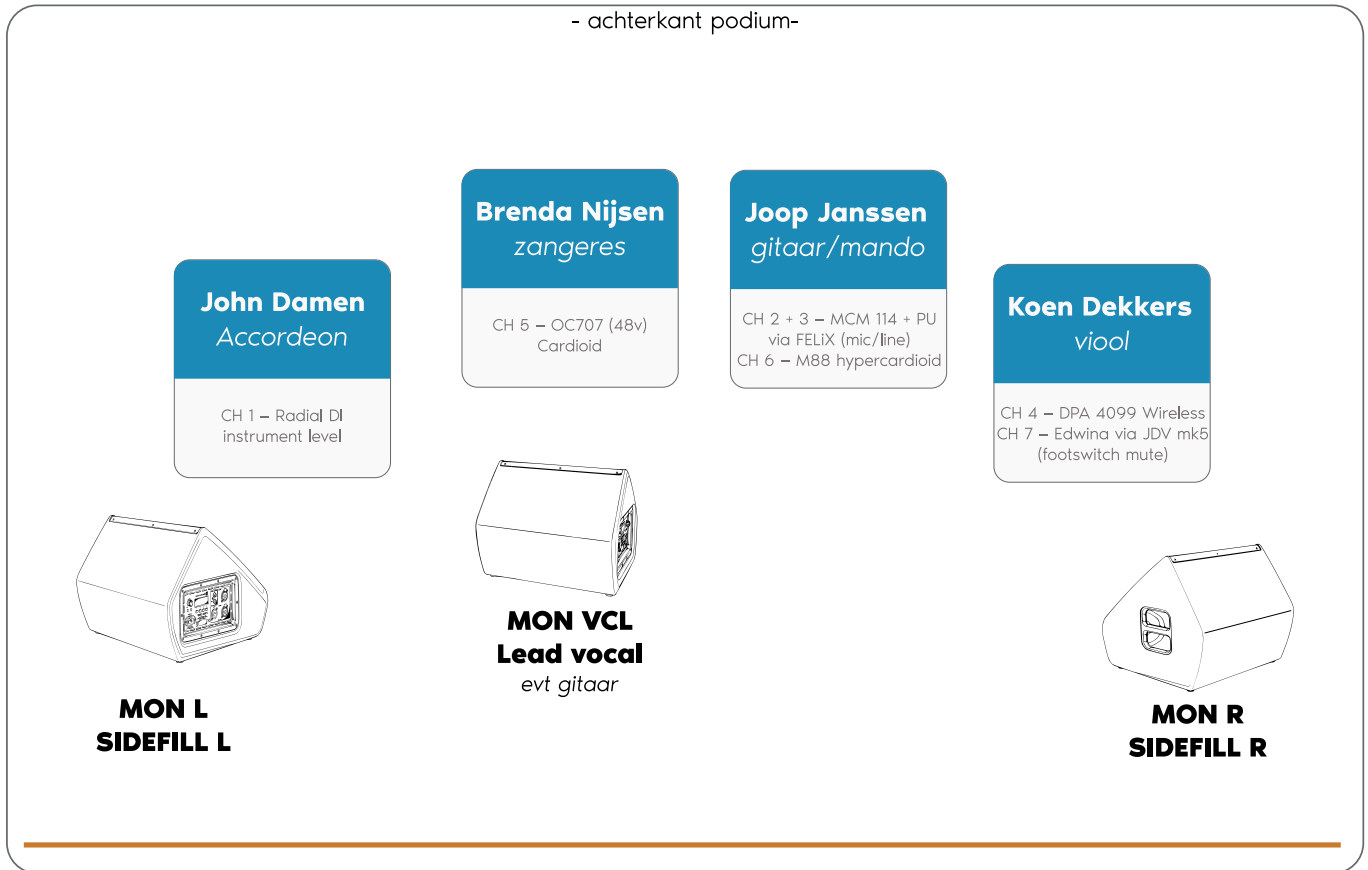 - achterkant podium-
Brenda Nijsen
zangeres
CH 5 – OC707 (48v)
Cardioid
Joop Janssen
gitaar/mando
CH 2 + 3 – MCM 114 + PU
via FELiX (mic/line)
CH 6 – M88 hypercardioid
John Damen
Accordeon
CH 1 – Radial DI
instrument level
Koen Dekkers
viool
CH 4 – DPA 4099 Wireless
CH 7 – Edwina via JDV mk5
(footswitch mute)
MON L
SIDEFILL L
MON VCL
Lead vocal
evt gitaar
MON R
SIDEFILL R